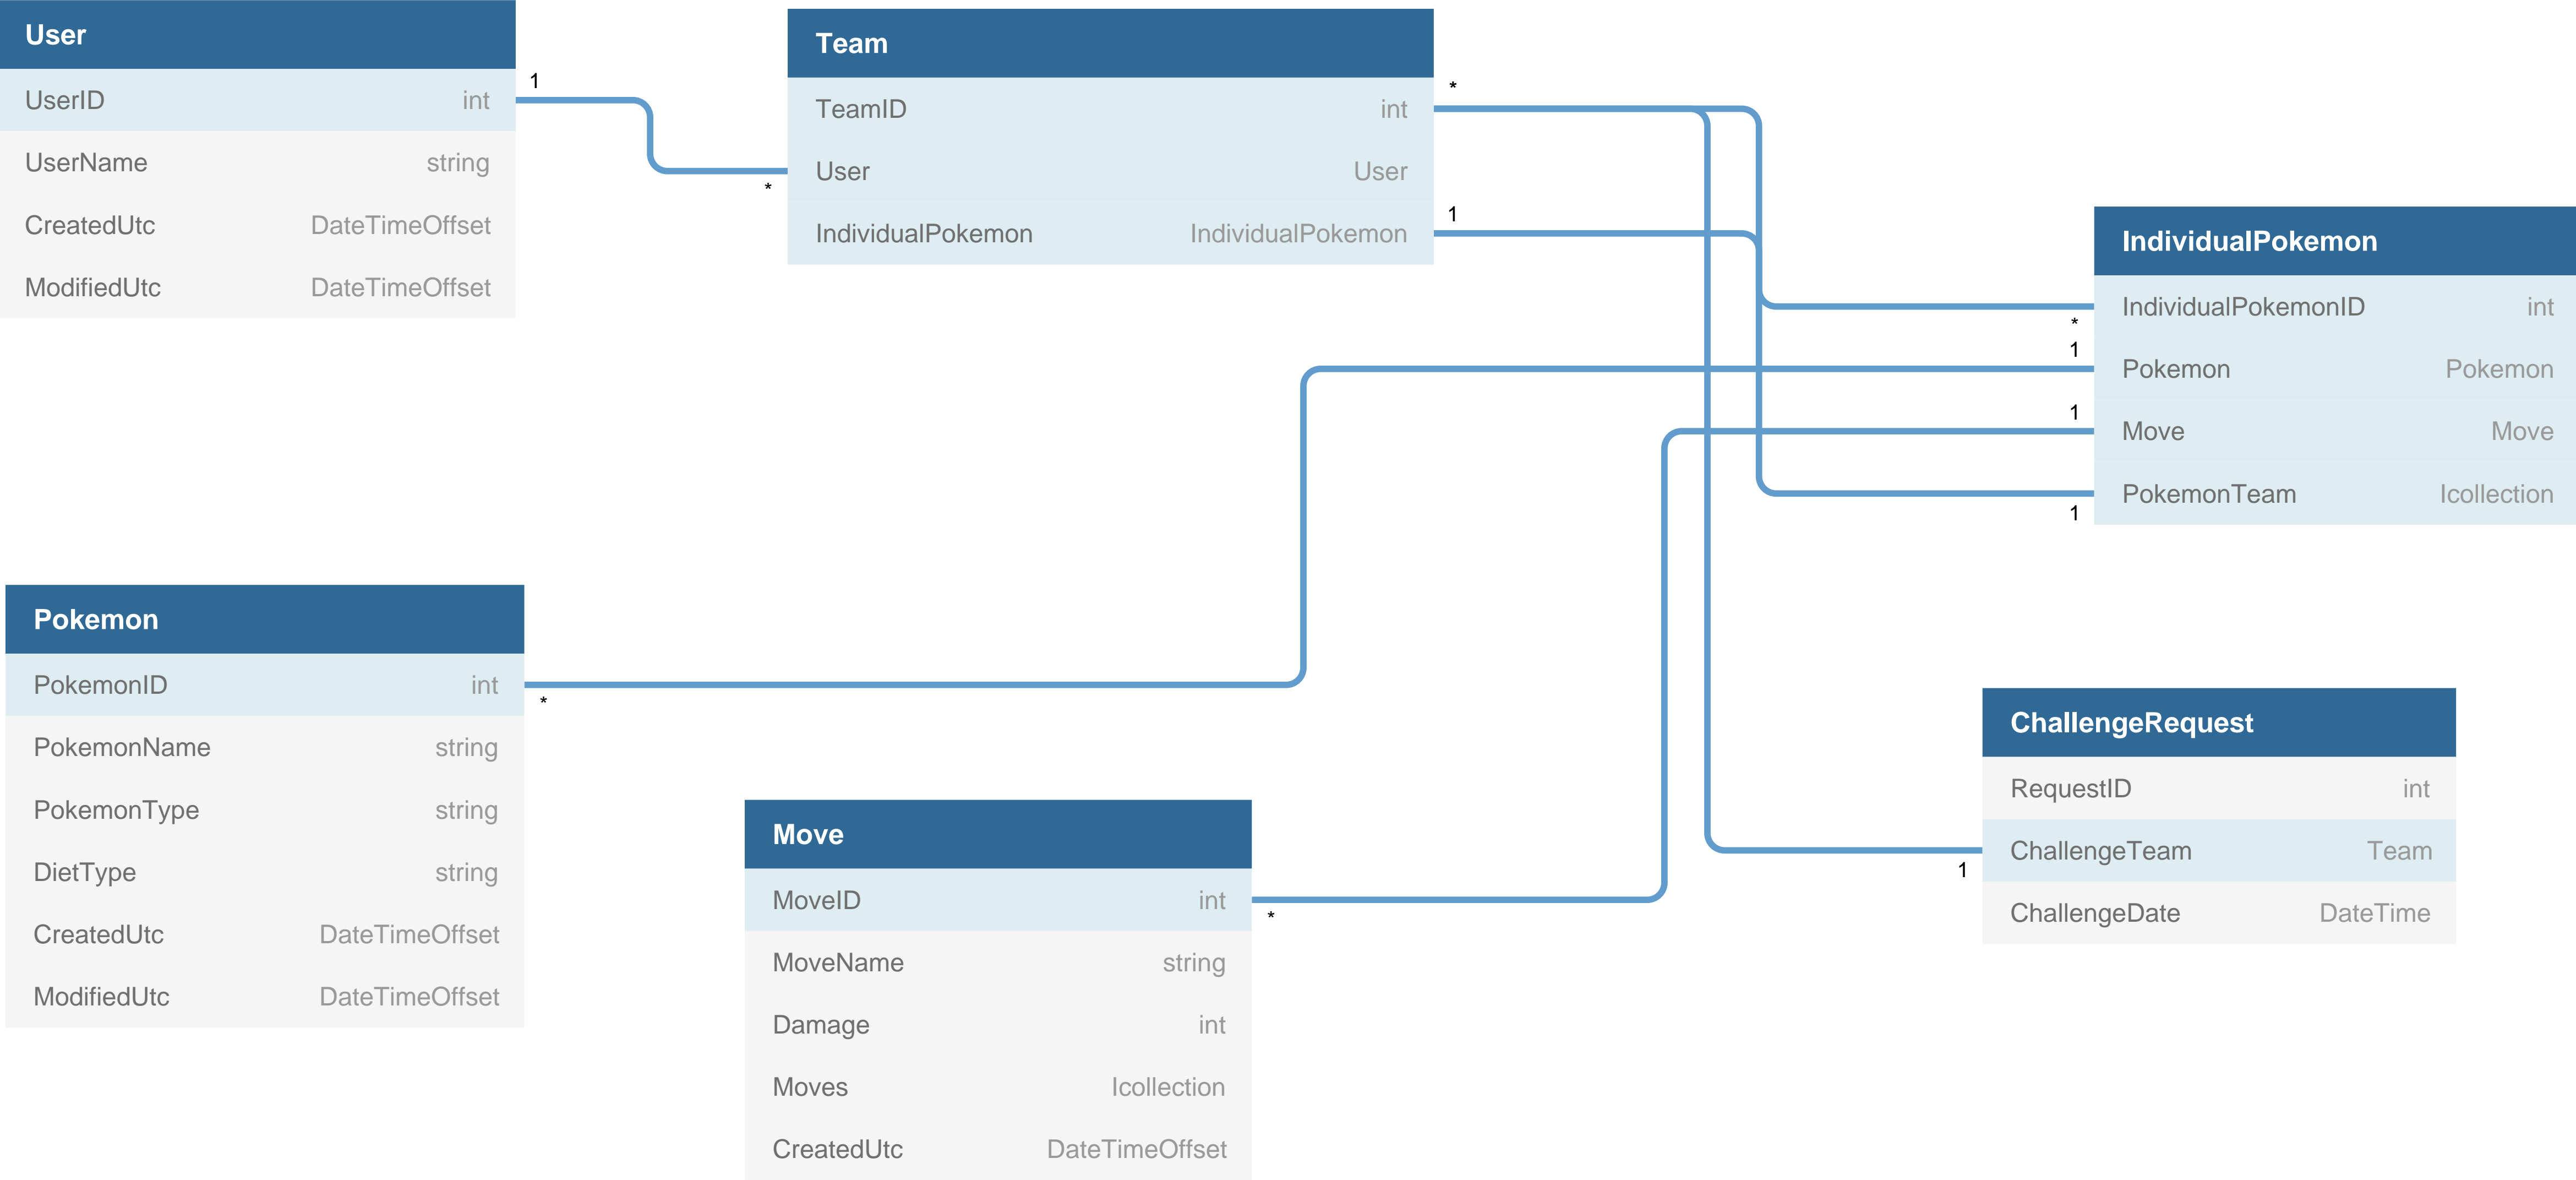 User
UserID int
UserName string
CreatedUtc DateTimeOffset
ModifiedUtc DateTimeOffset
1
*
Team
TeamID int
User User
IndividualPokemon IndividualPokemon
*
1
IndividualPokemon
IndividualPokemonID int
Pokemon Pokemon
Move Move
PokemonTeam Icollection
*
1
1
1
Pokemon
PokemonID int
PokemonName string
PokemonType string
DietType string
CreatedUtc DateTimeOffset
ModifiedUtc DateTimeOffset
*
Move
MoveID int
MoveName string
Damage int
Moves Icollection
CreatedUtc DateTimeOffset
*
ChallengeRequest
RequestID int
ChallengeTeam Team
ChallengeDate DateTime
1